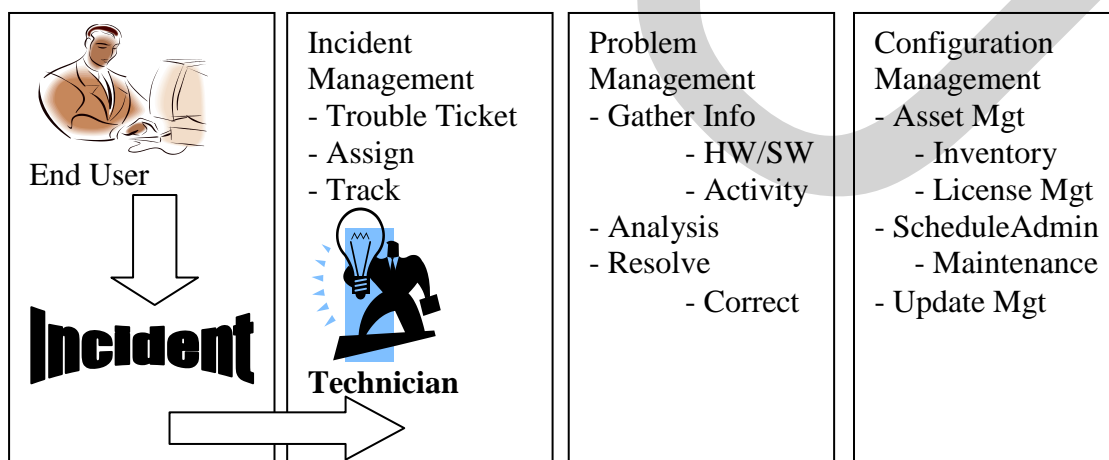 End User
Incident
Incident
Management
- Trouble Ticket
- Assign
- Track
Technician
Problem
Management
- Gather Info
- HW/SW
- Activity
- Analysis
- Resolve
- Correct
Configuration
Management
- Asset Mgt
- Inventory
- License Mgt
- ScheduleAdmin
- Maintenance
- Update Mgt